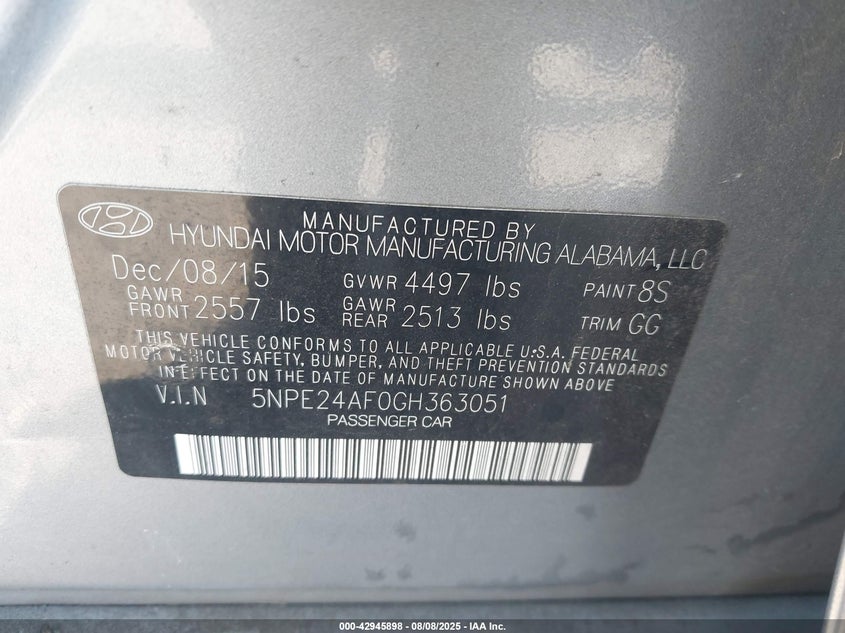 MANUFACTURED BY
HYUNDAI MOTOR MANUFACTURING ALABAMA, LLC
Dec/08/15 GVWR 4497 lbs PAINT 8S
GAWR FRONT 2557 lbs GAWR REAR 2513 lbs TRIM GG
THIS VEHICLE CONFORMS TO ALL APPLICABLE U.S.A. FEDERAL
MOTOR VEHICLE SAFETY, BUMPER, AND THEFT PREVENTION STANDARDS
IN EFFECT ON THE DATE OF MANUFACTURE SHOWN ABOVE
V.I.N 5NPE24AF0GH363051
PASSENGER CAR
000-42945898 - 08/08/2025 - IAA Inc.